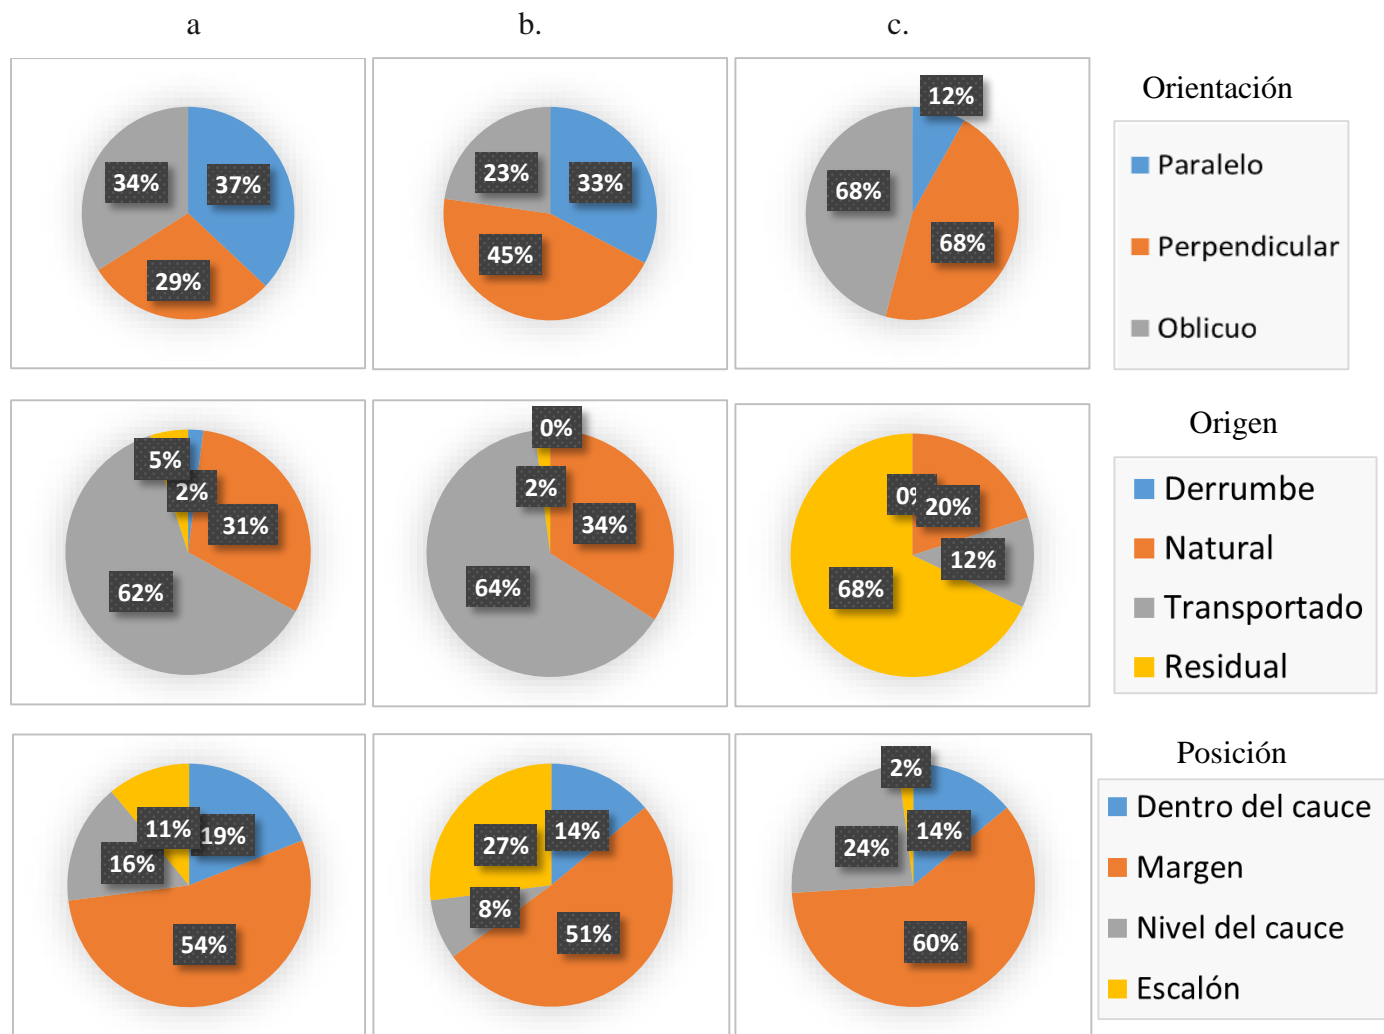 a
b.
c.
34%
37%
29%
23%
33%
45%
12%
68%
68%
Orientación
Paralelo
Perpendicular
Oblicuo
5%
2%
31%
62%
0%
2%
34%
64%
0%
20%
12%
68%
Origen
Derrumbe
Natural
Transportado
Residual
11%
19%
16%
54%
27%
14%
8%
51%
2%
14%
24%
60%
Posición
Dentro del cauce
Margen
Nivel del cauce
Escalón